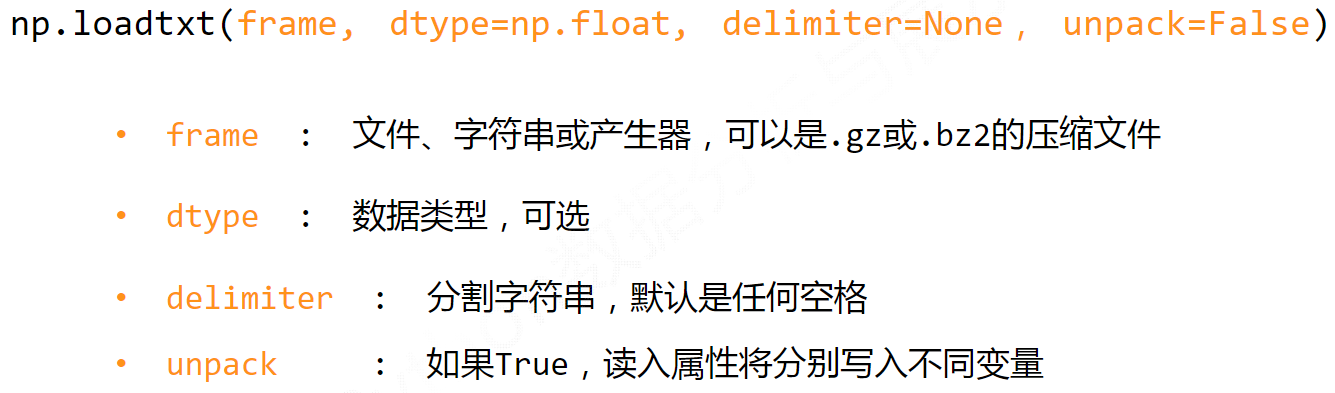 np.loadtxt(frame, dtype=np.float, delimiter=None， unpack=False)
• frame ： 文件、字符串或产生器，可以是.gz或.bz2的压缩文件
• dtype ： 数据类型，可选
• delimiter ： 分割字符串，默认是任何空格
• unpack ： 如果True，读入属性将分别写入不同变量